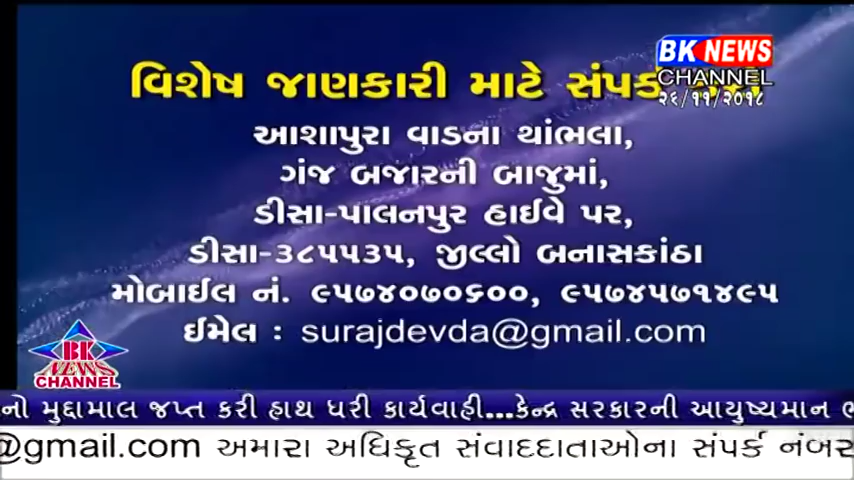 BK NEWS
CHANNEL
૨૬/૧૧/૨૦૧૮
વિશેષ જાણકારી માટે સંપર્ક
આશાપુરા વાડના થાંભલા,
ગંજ બજારની બાજુમાં,
ડીસા-પાલનપુર હાઈવે પર,
ડીસા-૩૮૫૫૩૫, જીલ્લો બનાસકાંઠા
મોબાઈલ નં. ૯૫૭૪૦૭૦૬૦૦, ૯૫૭૪૫૭૧૪૯૫
ઈમેલ : surajdevda@gmail.com
BK
NEWS
CHANNEL
નો મુદ્દામાલ જપ્ત કરી હાથ ધરી કાર્યવાહી...કેન્દ્ર સરકારની આયુષ્યમાન
@gmail.com અમારા અધિકૃત સંવાદદાતાઓના સંપર્ક નંબર